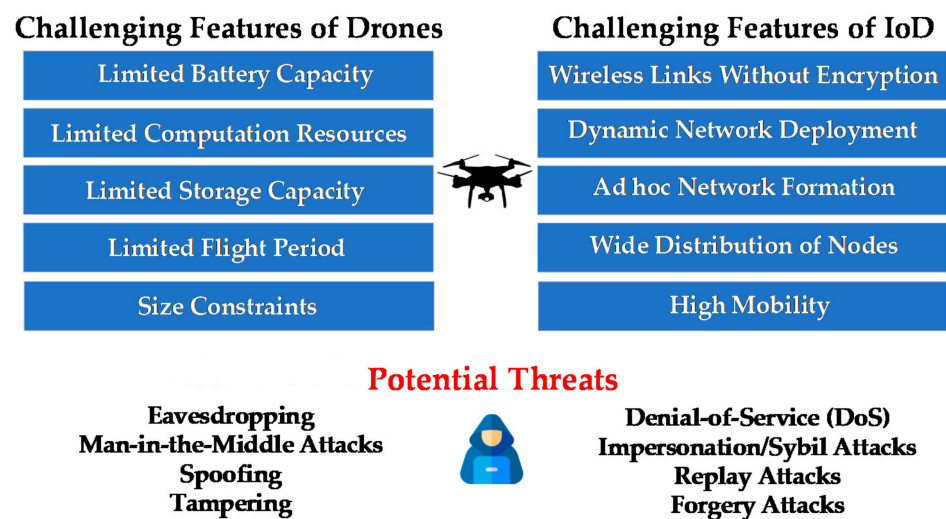 Challenging Features of Drones
Limited Battery Capacity
Limited Computation Resources
Limited Storage Capacity
Limited Flight Period
Size Constraints
Challenging Features of IoD
Wireless Links Without Encryption
Dynamic Network Deployment
Ad hoc Network Formation
Wide Distribution of Nodes
High Mobility
Potential Threats
Eavesdropping
Man-in-the-Middle Attacks
Spoofing
Tampering
Denial-of-Service (DoS)
Impersonation/Sybil Attacks
Replay Attacks
Forgery Attacks